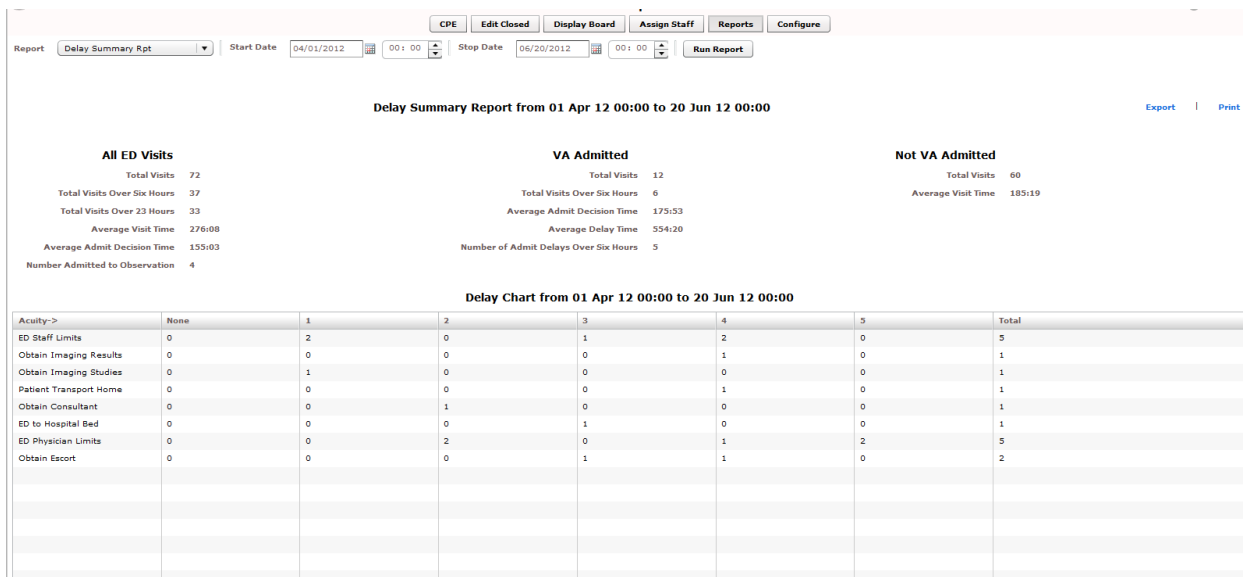 CPE Edit Closed Display Board Assign Staff Reports Configure
Report Delay Summary Rpt Start Date 04/01/2012 00: 00 Stop Date 06/20/2012 00: 00 Run Report
Delay Summary Report from 01 Apr 12 00:00 to 20 Jun 12 00:00 Export | Print
All ED Visits VA Admitted Not VA Admitted
Total Visits 72 Total Visits 12 Total Visits 60
Total Visits Over Six Hours 37 Total Visits Over Six Hours 6 Average Visit Time 185:19
Total Visits Over 23 Hours 33 Average Admit Decision Time 175:53
Average Visit Time 276:08 Average Delay Time 554:20
Average Admit Decision Time 155:03 Number of Admit Delays Over Six Hours 5
Number Admitted to Observation 4
Delay Chart from 01 Apr 12 00:00 to 20 Jun 12 00:00
Acuity-> None 1 2 3 4 5 Total
ED Staff Limits 0 2 0 1 2 0 5
Obtain Imaging Results 0 0 0 0 1 0 1
Obtain Imaging Studies 0 1 0 0 0 0 1
Patient Transport Home 0 0 0 0 1 0 1
Obtain Consultant 0 0 1 0 0 0 1
ED to Hospital Bed 0 0 0 1 0 0 1
ED Physician Limits 0 0 2 0 1 2 5
Obtain Escort 0 0 0 1 1 0 2